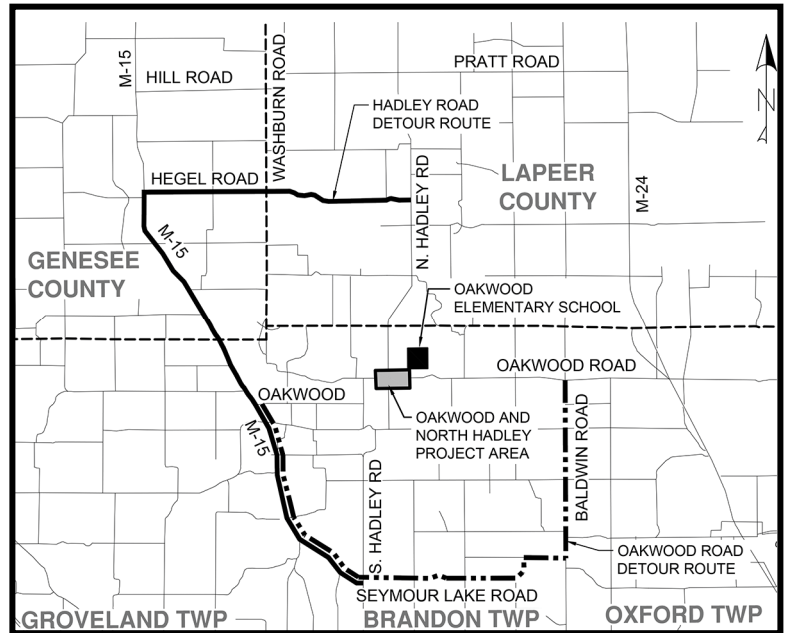 M-15
HILL ROAD
WASHBURN ROAD
PRATT ROAD
N
HADLEY ROAD
DETOUR ROUTE
HEGEL ROAD
N. HADLEY RD
LAPEER
COUNTY
M-24
M-15
GENESEE
COUNTY
OAKWOOD
ELEMENTARY SCHOOL
OAKWOOD ROAD
OAKWOOD
OAKWOOD AND
NORTH HADLEY
PROJECT AREA
M-15
S. HADLEY RD
BALDWIN ROAD
OAKWOOD ROAD
DETOUR ROUTE
SEYMOUR LAKE ROAD
GROVELAND TWP
BRANDON TWP
OXFORD TWP